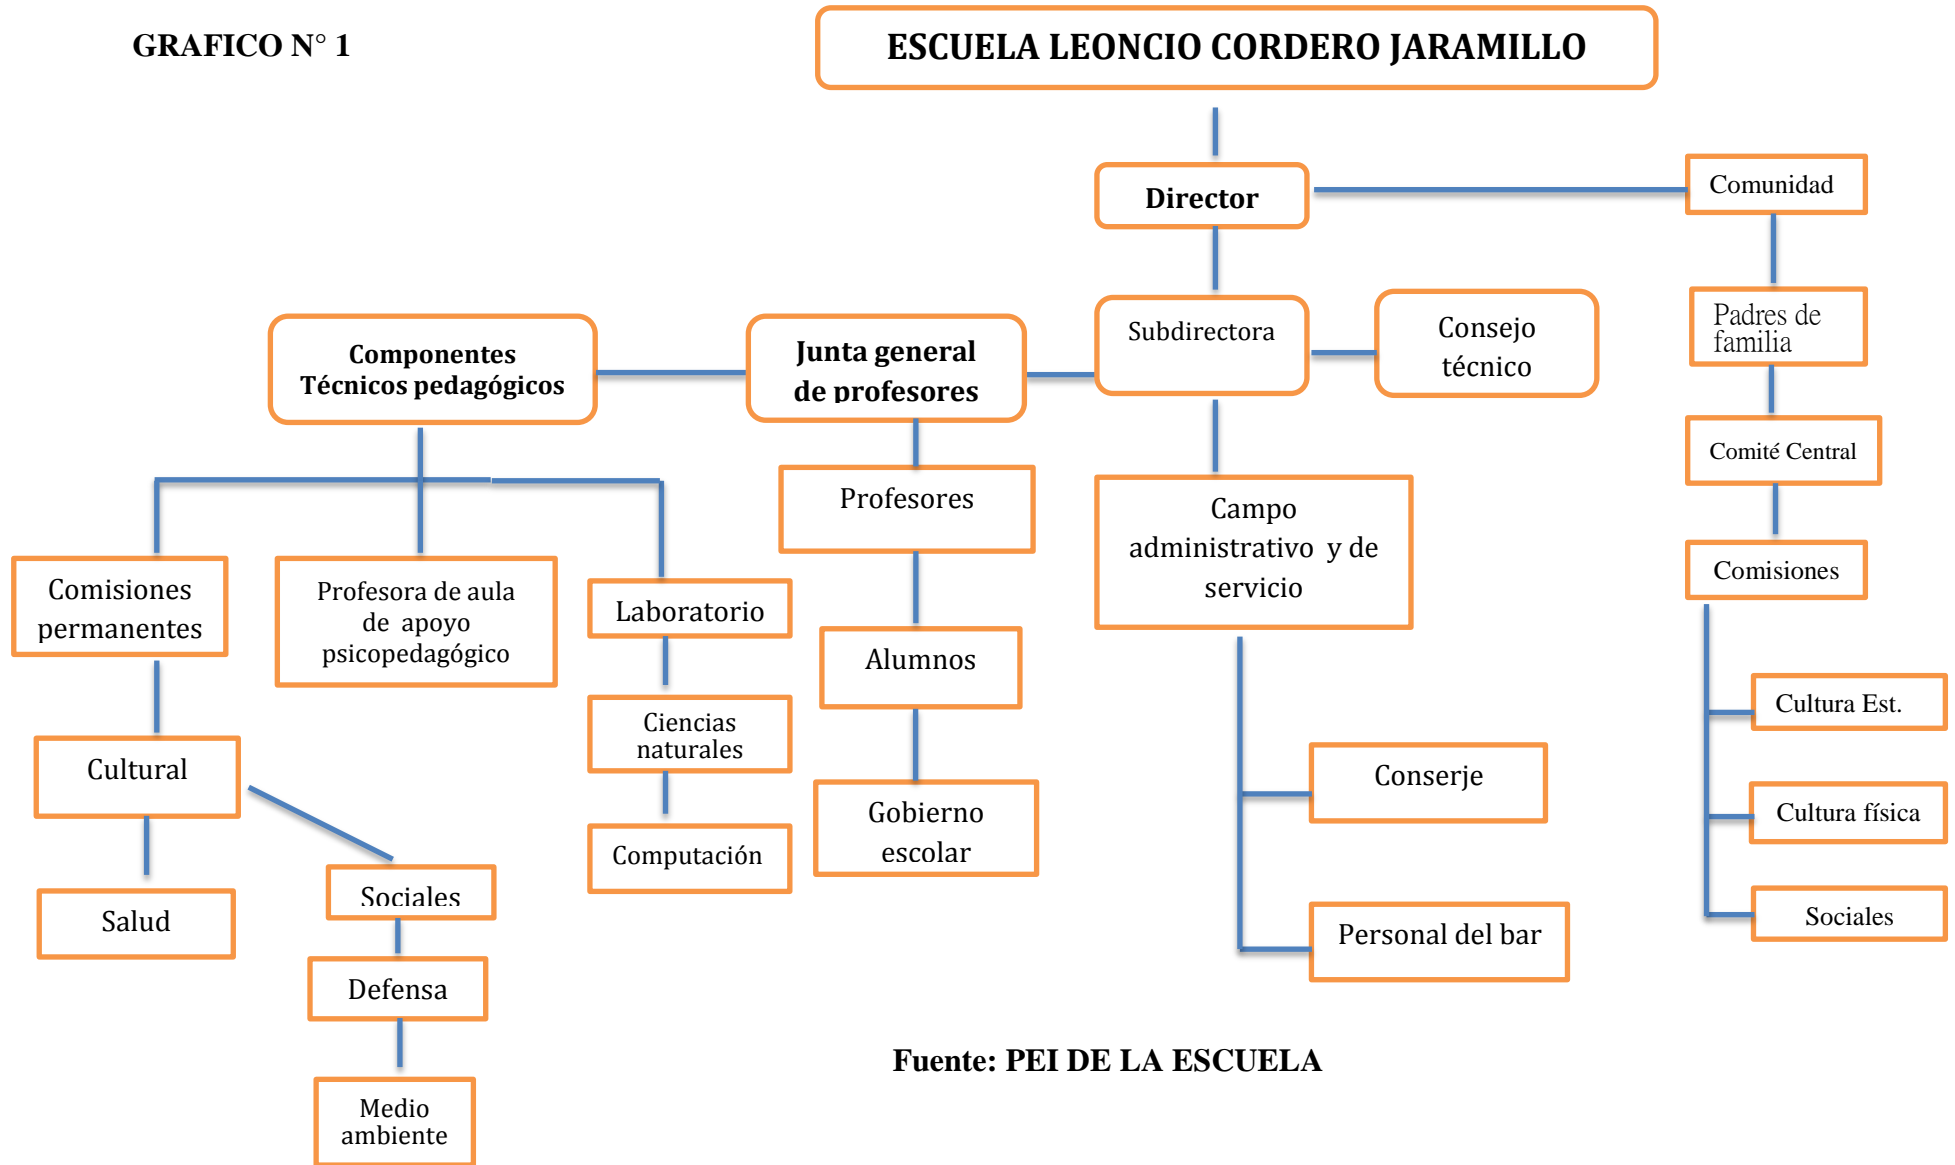 GRAFICO N° 1
ESCUELA LEONCIO CORDERO JARAMILLO
Director
Comunidad
Subdirectora
Consejo
técnico
Padres de
familia
Componentes
Técnicos pedagógicos
Junta general
de profesores
Comité Central
Profesores
Campo
administrativo y de
servicio
Comisiones
Comisiones
permanentes
Profesora de aula
de apoyo
psicopedagógico
Laboratorio
Alumnos
Cultura Est.
Ciencias
naturales
Cultural
Conserje
Cultura física
Gobierno
escolar
Computación
Sociales
Salud
Sociales
Personal del bar
Defensa
Medio
ambiente
Fuente: PEI DE LA ESCUELA